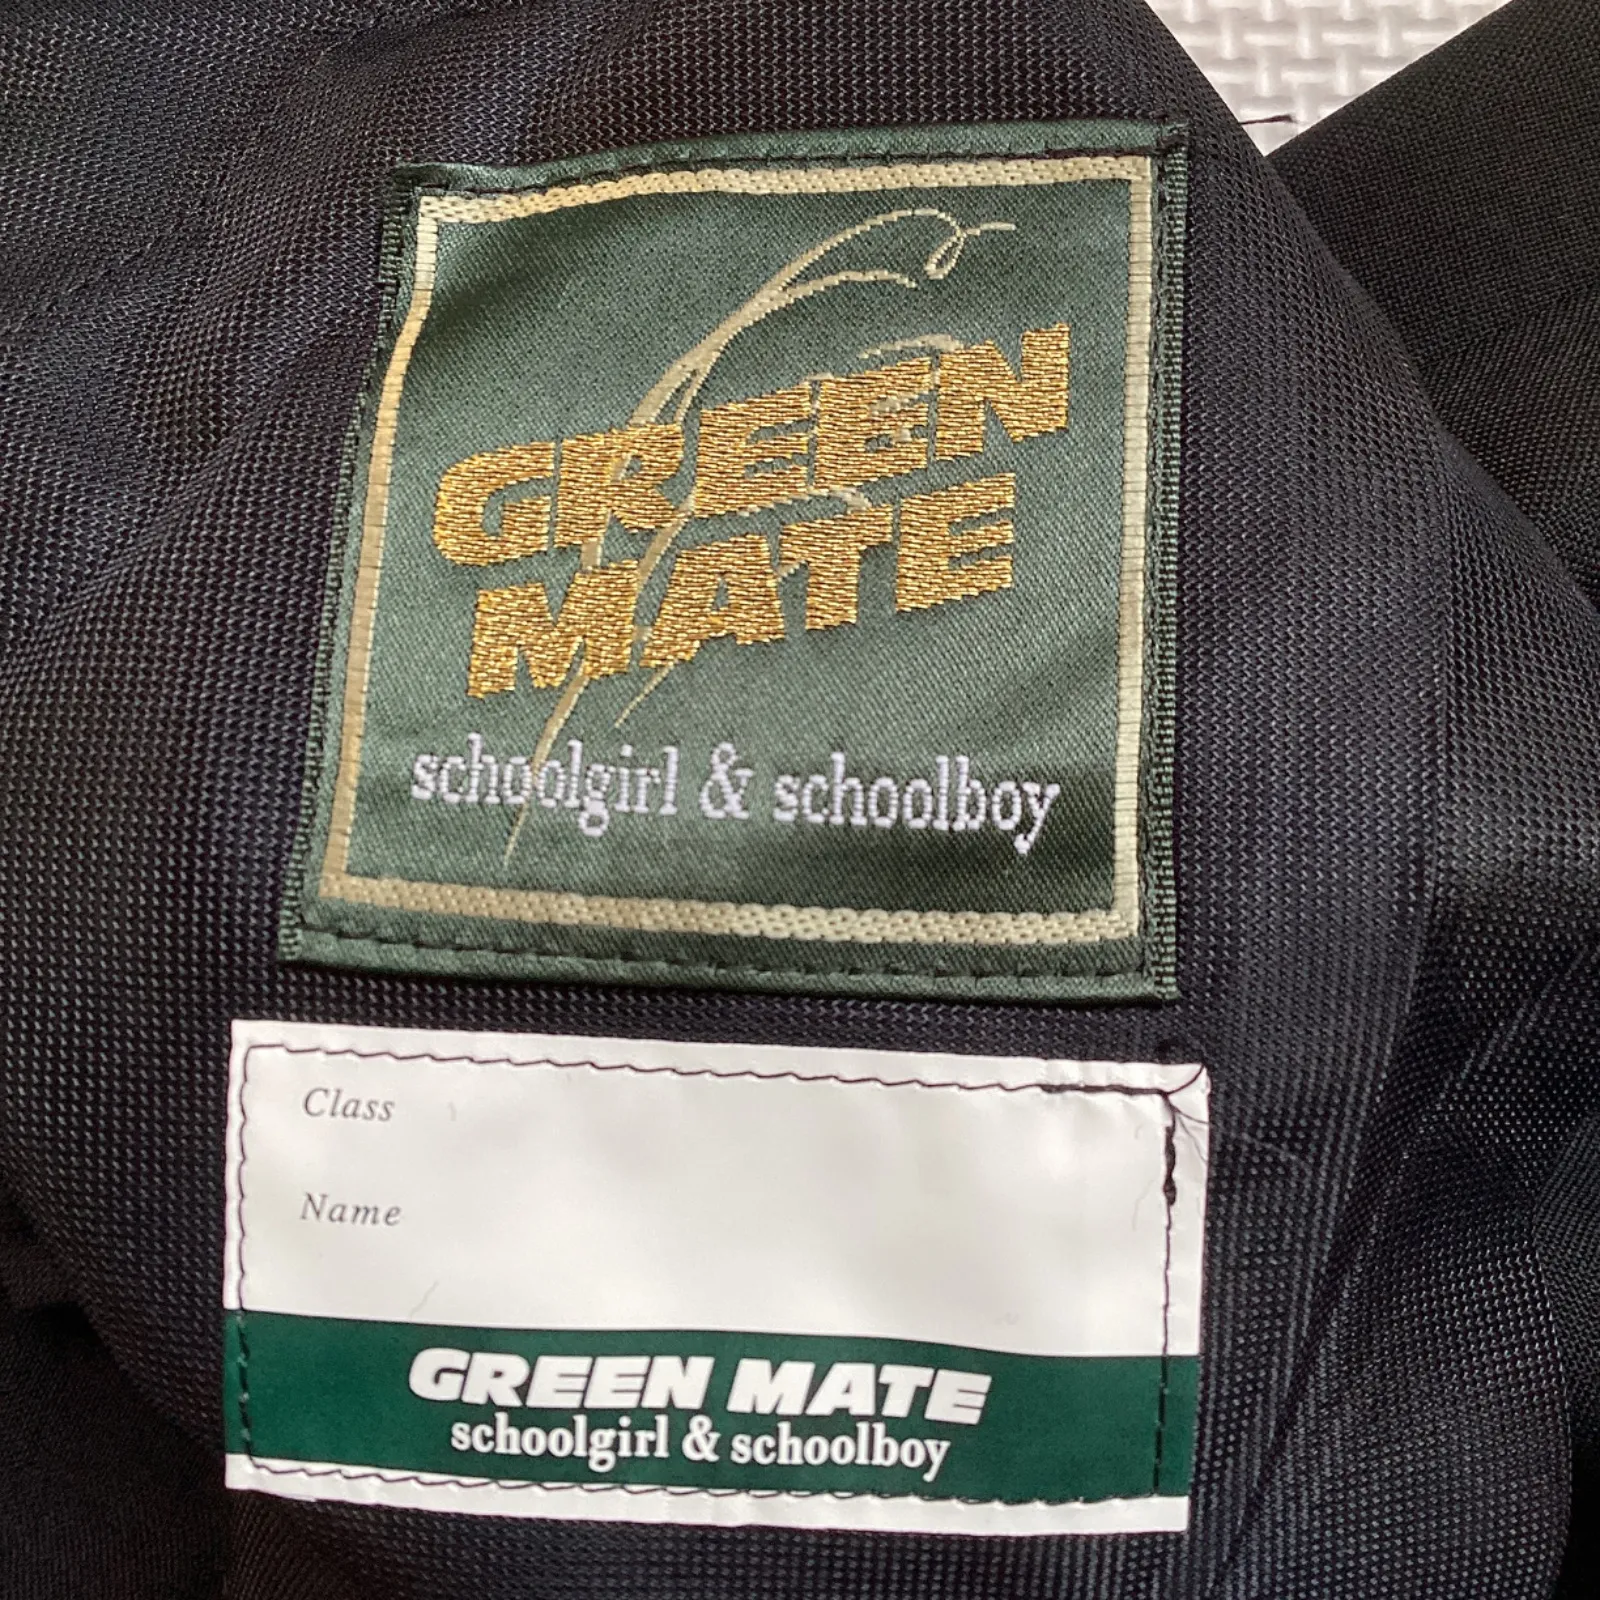 GREEN
MATE
schoolgirl & schoolboy
Class
Name
GREEN MATE
schoolgirl & schoolboy